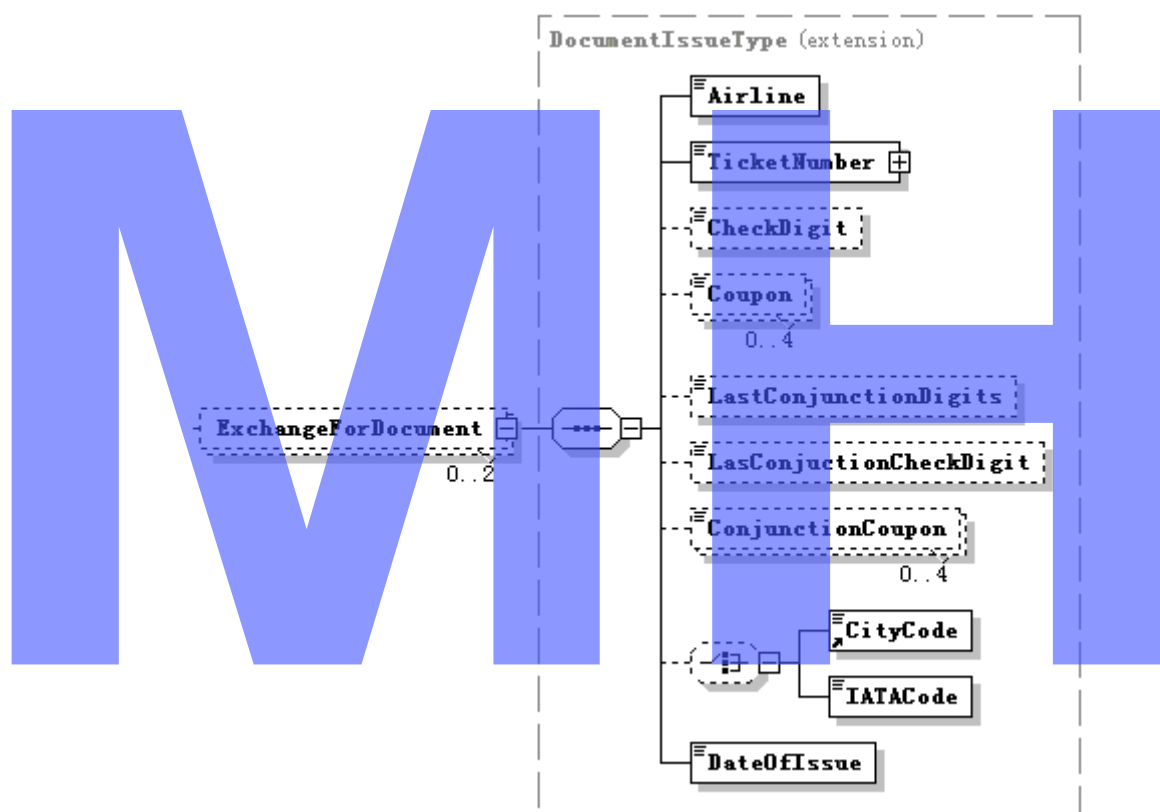 DocumentIssueType (extension)
Airline
TicketNumber
CheckDigit
Coupon
0..4
LastConjunctionDigits
ExchangeForDocument
0..2
LasConjuctionCheckDigit
ConjunctionCoupon
0..4
CityCode
IATACode
DateOfIssue
MH